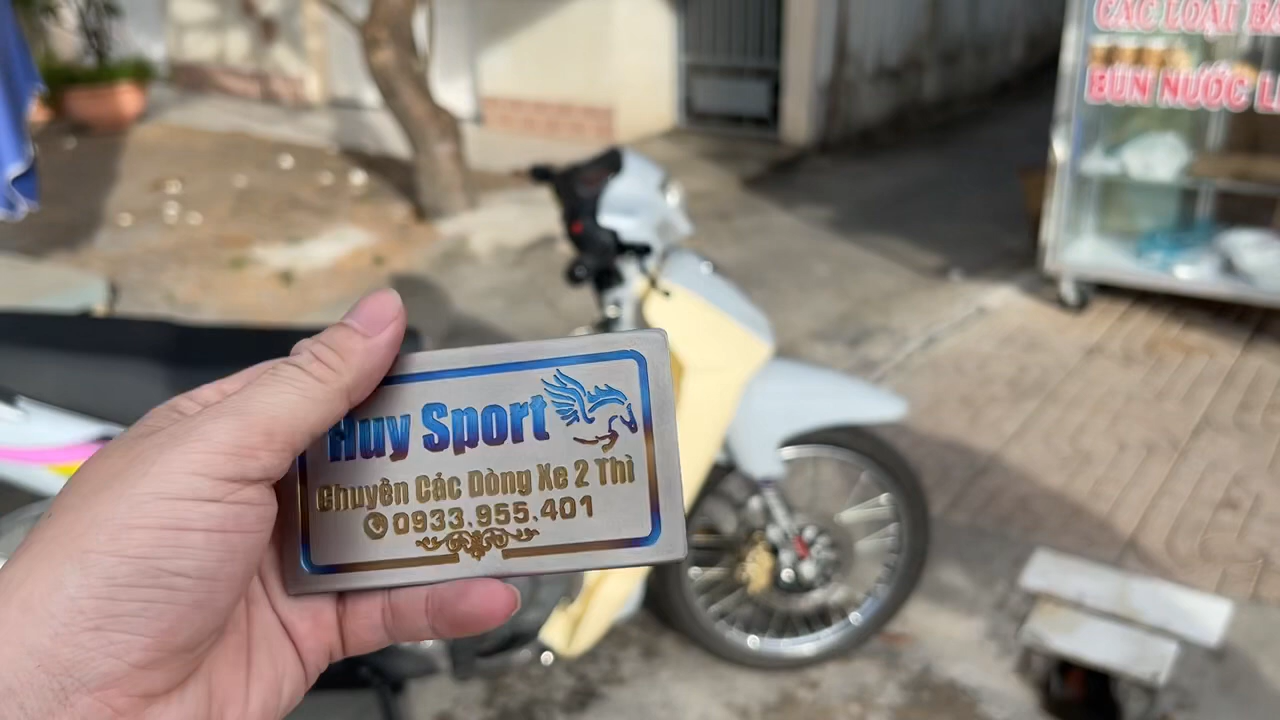 CÁC LOẠI BÁ
BÚN NƯỚC L
Huy Sport
Chuyên Các Dòng Xe 2 Thì
0933.955.401